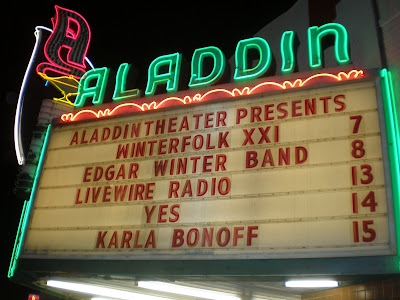 A
ALADDIN
ALADDIN THEATER PRESENTS
WINTERFOLK XXI 7
EDGAR WINTER BAND 8
LIVEWIRE RADIO 13
YES 14
KARLA BONOFF 15